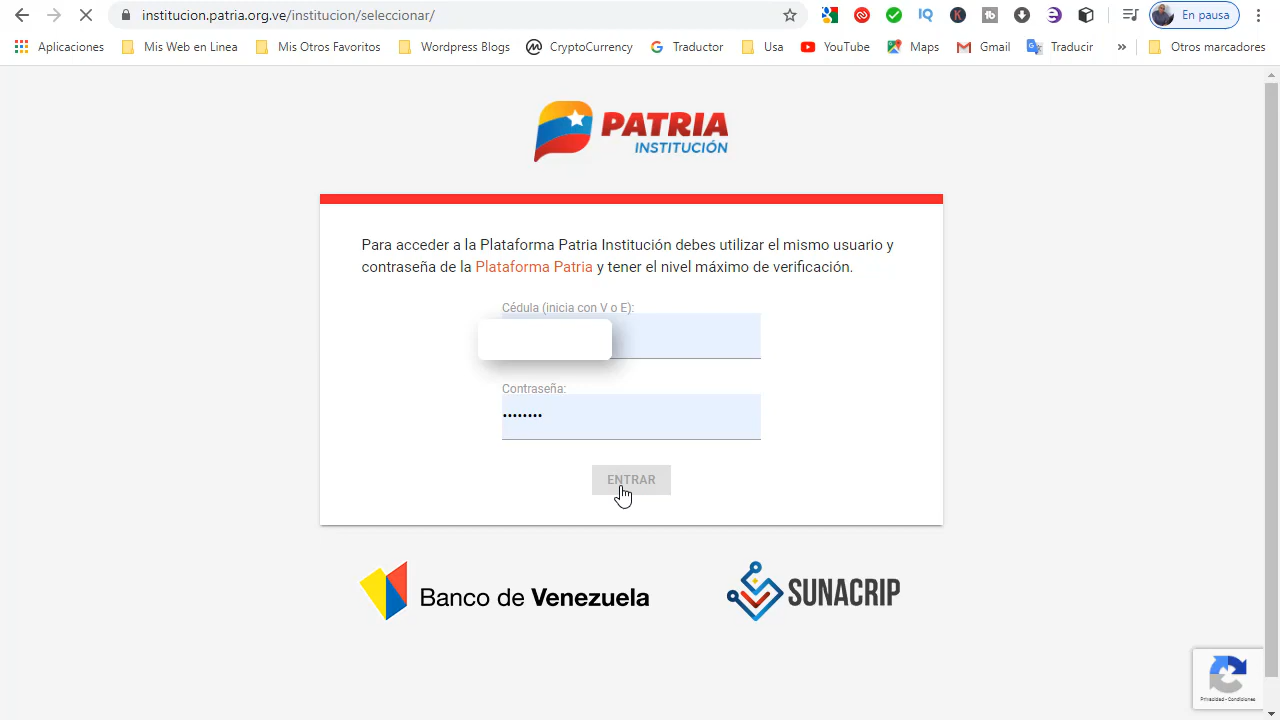 institucion.patria.org.ve/institucion/seleccionar/
En pausa
Aplicaciones
Mis Web en Linea
Mis Otros Favoritos
Wordpress Blogs
CryptoCurrency
Traductor
Usa
YouTube
Maps
Gmail
Traducir
»
Otros marcadores
PATRIA
INSTITUCIÓN
Para acceder a la Plataforma Patria Institución debes utilizar el mismo usuario y
contraseña de la Plataforma Patria y tener el nivel máximo de verificación.
Cédula (inicia con V o E):
Contraseña:
••••••••
ENTRAR
Banco de Venezuela
SUNACRIP
Privacidad - Condiciones